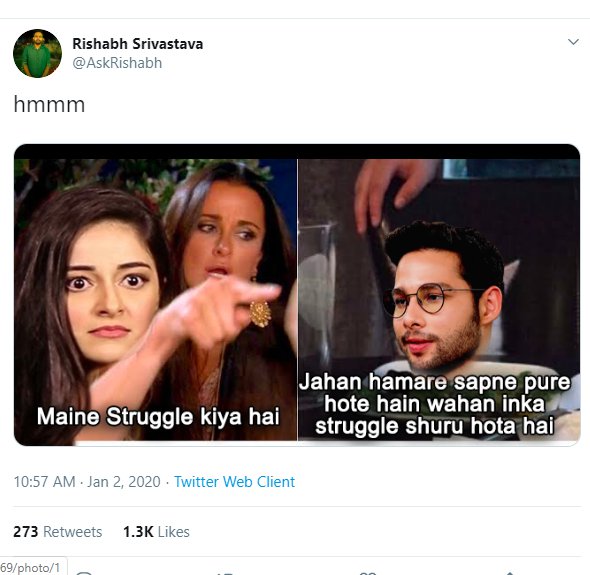 Rishabh Srivastava
@AskRishabh
hmmm
Maine Struggle kiya hai
Jahan hamare sapne pure
hote hain wahan inka
struggle shuru hota hai
10:57 AM · Jan 2, 2020 · Twitter Web Client
273 Retweets 1.3K Likes
69/photo/1